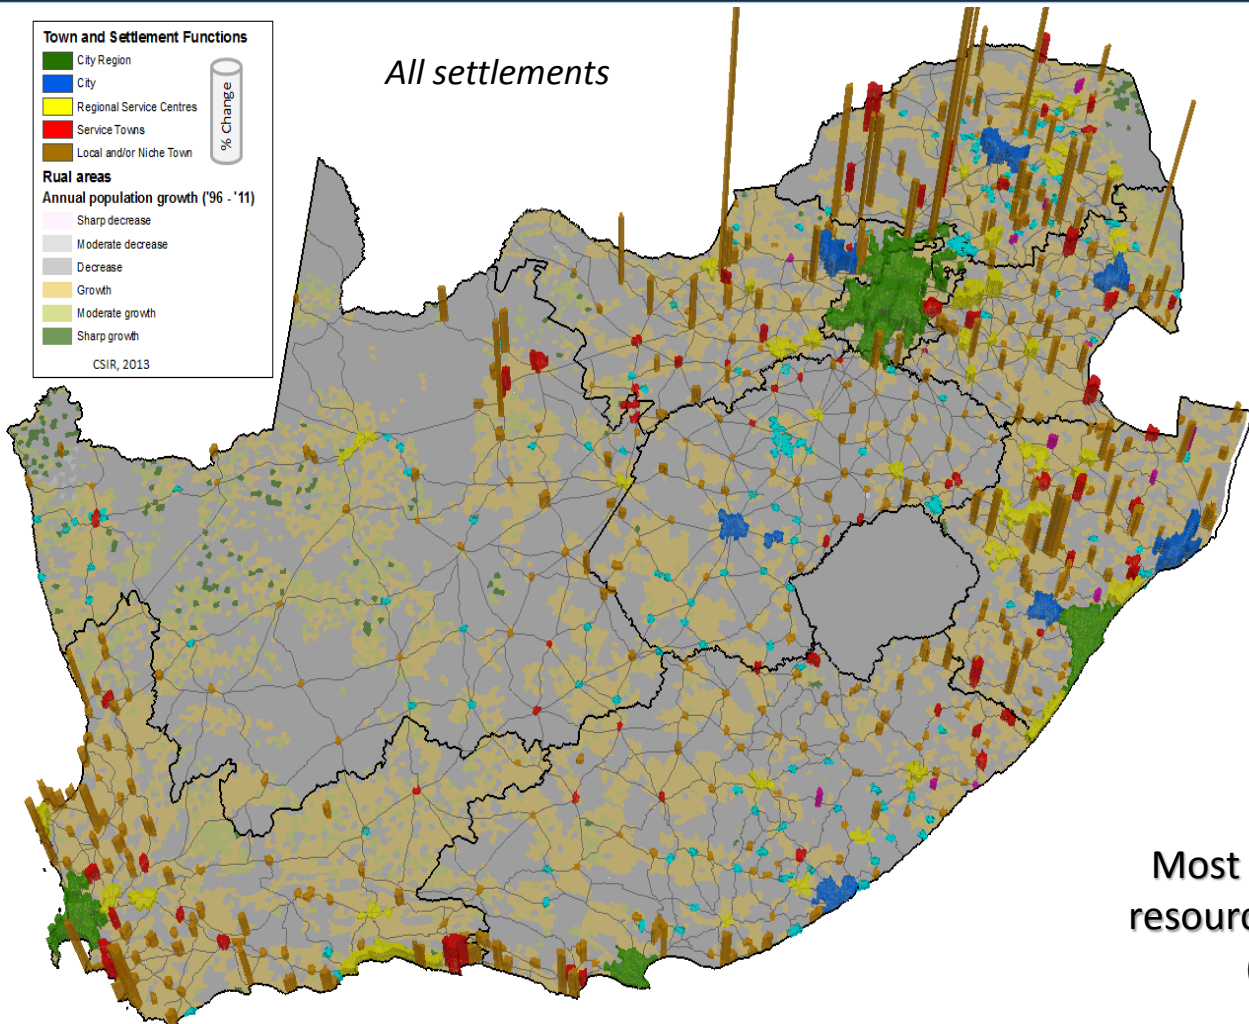 Town and Settlement Functions
City Region
City
Regional Service Centres
Service Towns
Local and/or Niche Town
% Change
Rual areas
Annual population growth ('96 - '11)
Sharp decrease
Moderate decrease
Decrease
Growth
Moderate growth
Sharp growth
CSIR, 2013
All settlements
Most
resourc
(